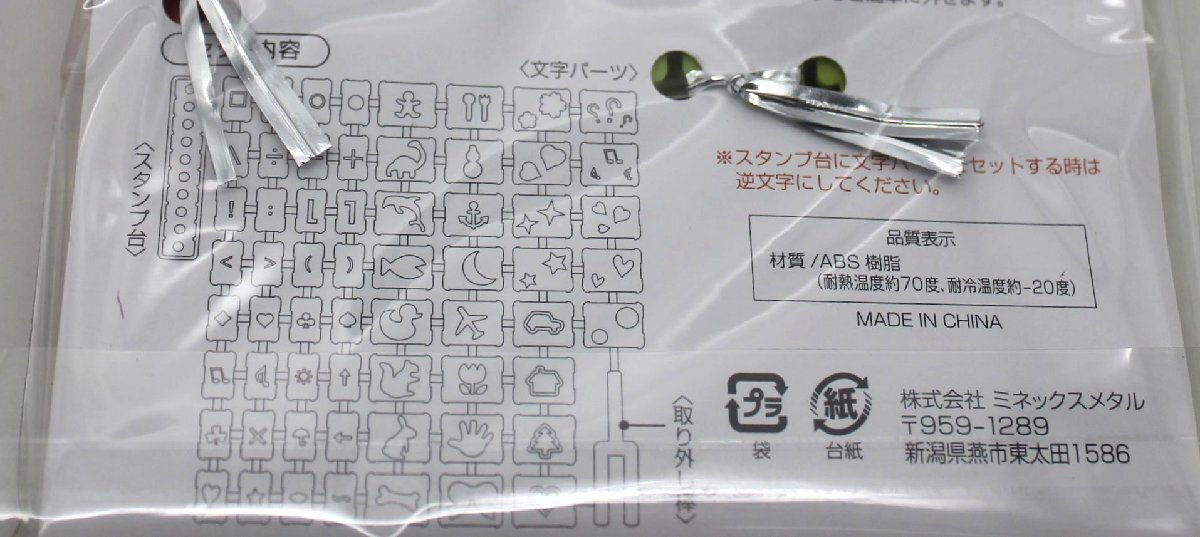 内容
〈文字パーツ〉
〈スタンプ台〉
〈取り外し棒〉
※スタンプ台に文字パ セットする時は
逆文字にしてください。
品質表示
材質/ABS樹脂
(耐熱温度約70度、耐冷温度約-20度)
MADE IN CHINA
プラ
袋
紙
台紙
株式会社 ミネックスメタル
〒959-1289
新潟県燕市東太田1586